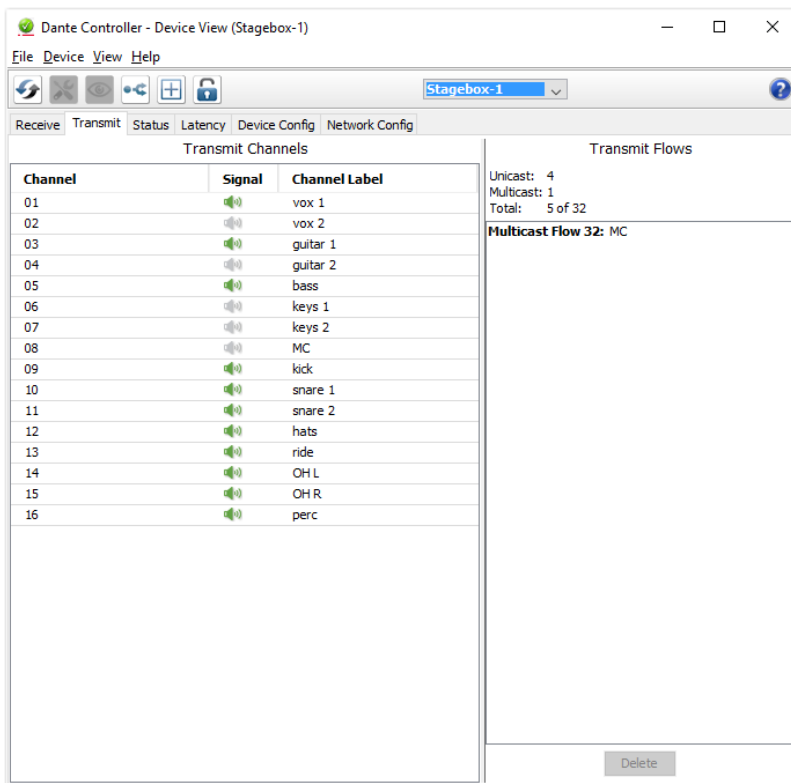 Dante Controller - Device View (Stagebox-1)
File Device View Help
Stagebox-1
?
Receive Transmit Status Latency Device Config Network Config
Transmit Channels
Channel Signal Channel Label
01 vox 1
02 vox 2
03 guitar 1
04 guitar 2
05 bass
06 keys 1
07 keys 2
08 MC
09 kick
10 snare 1
11 snare 2
12 hats
13 ride
14 OH L
15 OH R
16 perc
Transmit Flows
Unicast: 4
Multicast: 1
Total: 5 of 32
Multicast Flow 32: MC
Delete